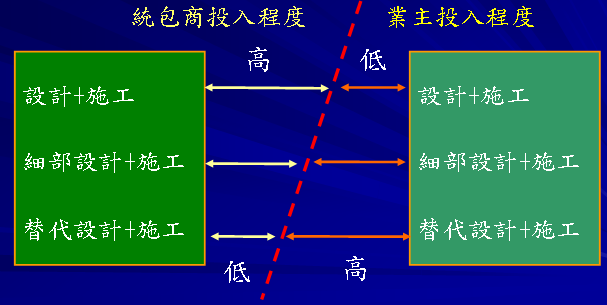 統包商投入程度 業主投入程度
高 低
設計+施工 設計+施工
細部設計+施工 細部設計+施工
替代設計+施工 替代設計+施工
低 高